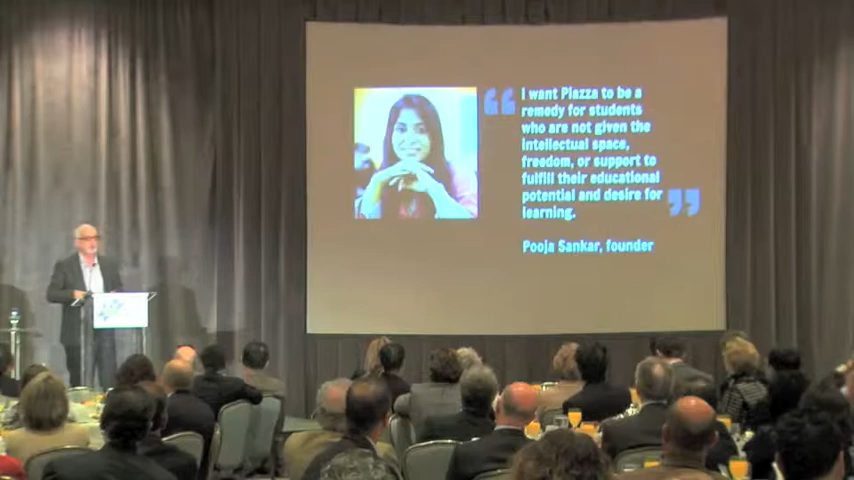 “ I want Piazza to be a
remedy for students
who are not given the
intellectual space,
freedom, or support to
fulfill their educational
potential and desire for
learning. ”
Pooja Sankar, founder